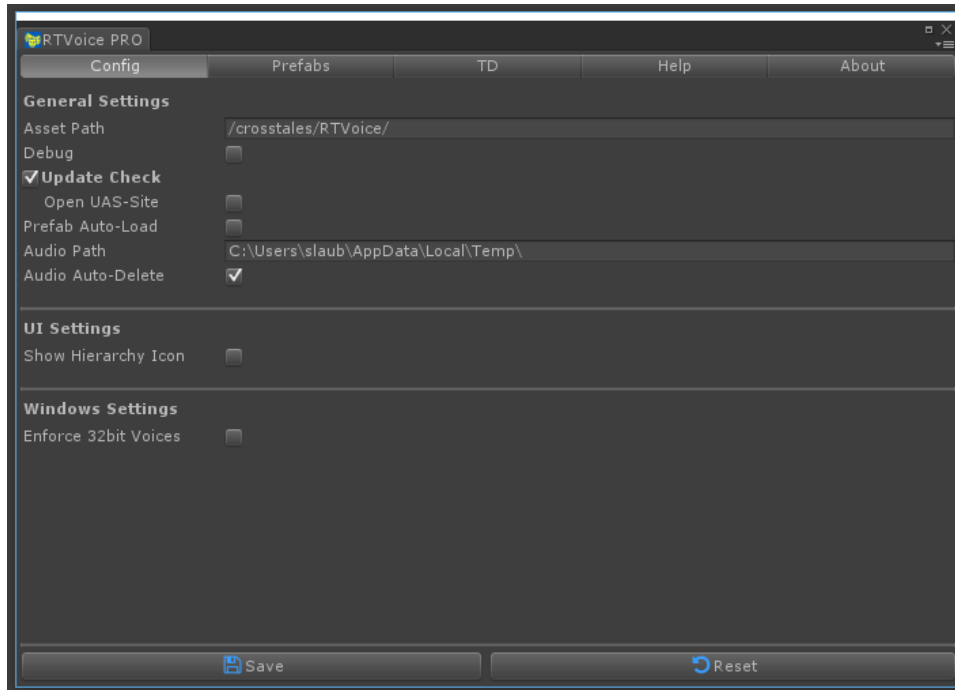 RTVoice PRO
Config Prefabs TD Help About
General Settings
Asset Path /crosstales/RTVoice/
Debug
Update Check
Open UAS-Site
Prefab Auto-Load
Audio Path C:\Users\slaub\AppData\Local\Temp\
Audio Auto-Delete
UI Settings
Show Hierarchy Icon
Windows Settings
Enforce 32bit Voices
Save Reset